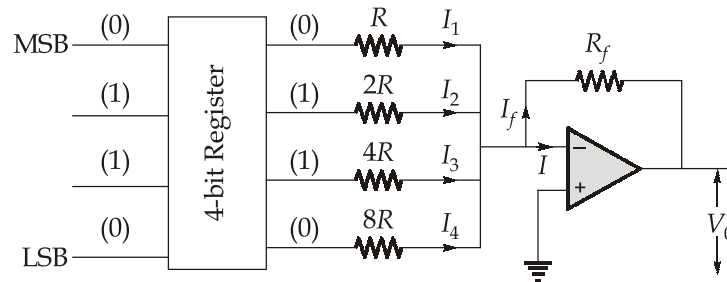 (0) (0) R I₁
MSB
R_f
(1) (1) 2R I₂
I_f
4-bit Register
(1) (1) 4R I₃ I −
+
(0) (0) 8R I₄
V₀
LSB